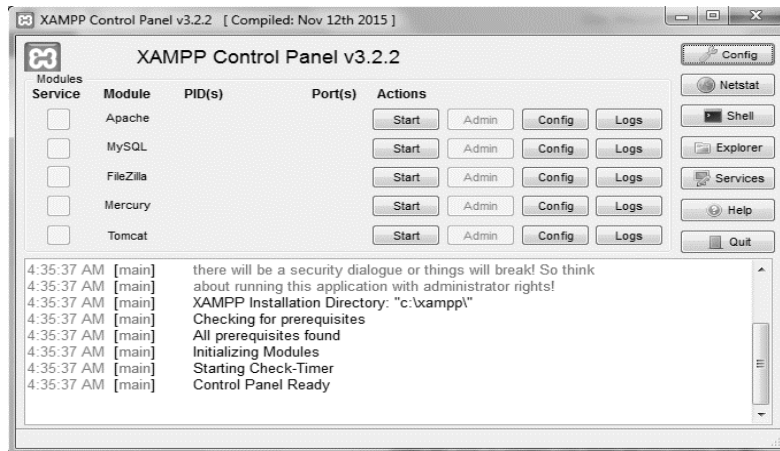 XAMPP Control Panel v3.2.2 [ Compiled: Nov 12th 2015 ]
XAMPP Control Panel v3.2.2
Config
Modules
Service Module PID(s) Port(s) Actions
Netstat
Apache Start Admin Config Logs
Shell
MySQL Start Admin Config Logs
Explorer
FileZilla Start Admin Config Logs
Services
Mercury Start Admin Config Logs
Help
Tomcat Start Admin Config Logs
Quit
4:35:37 AM [main] there will be a security dialogue or things will break! So think
4:35:37 AM [main] about running this application with administrator rights!
4:35:37 AM [main] XAMPP Installation Directory: "c:\xampp\"
4:35:37 AM [main] Checking for prerequisites
4:35:37 AM [main] All prerequisites found
4:35:37 AM [main] Initializing Modules
4:35:37 AM [main] Starting Check-Timer
4:35:37 AM [main] Control Panel Ready